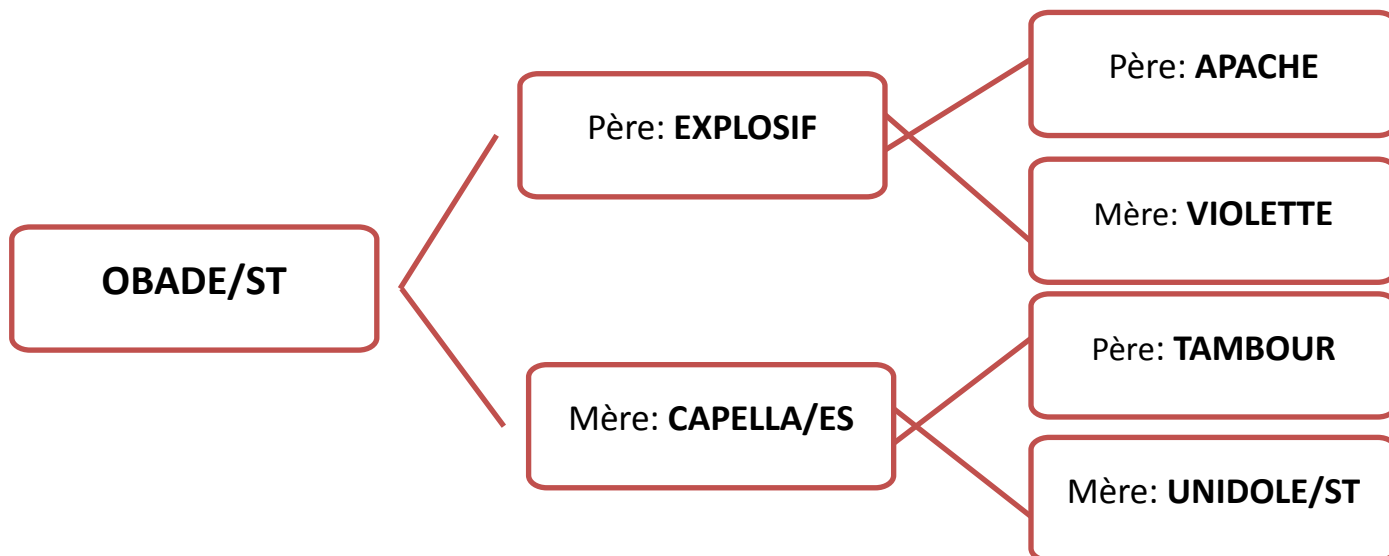 OBADE/ST
Père: EXPLOSIF
Mère: CAPELLA/ES
Père: APACHE
Mère: VIOLETTE
Père: TAMBOUR
Mère: UNIDOLE/ST